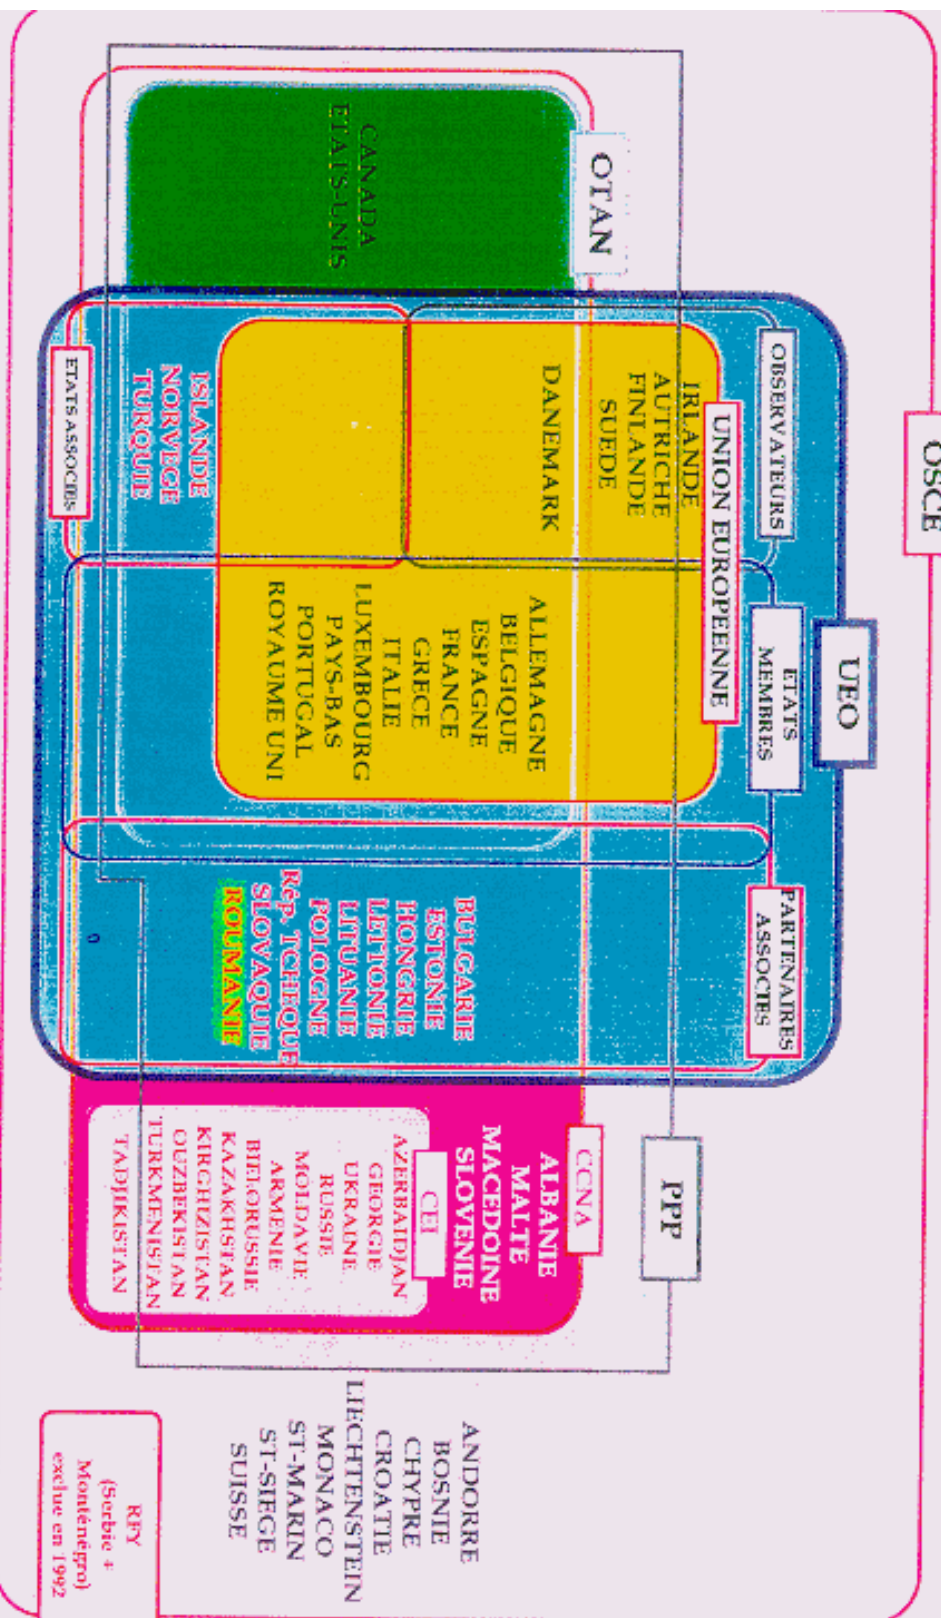 OSCE
UEO
OTAN
PPP
OBSERVATEURS
ETATS
MEMBRES
PARTENAIRES
ASSOCIES
UNION EUROPEENNE
IRLANDE
AUTRICHE
FINLANDE
SUEDE
DANEMARK
CANADA
ETATS-UNIS
ALLEMAGNE
BELGIQUE
ESPAGNE
FRANCE
GRECE
ITALIE
LUXEMBOURG
PAYS-BAS
PORTUGAL
ROYAUME UNI
ISLANDE
NORVEGE
TURQUIE
ETATS ASSOCIES
BULGARIE
ESTONIE
HONGRIE
LETTONIE
LITUANIE
POLOGNE
Rép. TCHEQUE
SLOVAQUIE
ROUMANIE
0
CCNA
ALBANIE
MALTE
MACEDOINE
SLOVENIE
CEI
AZERBAIDJAN
GEORGIE
UKRAINE
RUSSIE
MOLDAVIE
ARMENIE
BIELORUSSIE
KAZAKHSTAN
KIRGHIZISTAN
OUZBEKISTAN
TURKMENISTAN
TADJIKISTAN
ANDORRE
BOSNIE
CHYPRE
CROATIE
LIECHTENSTEIN
MONACO
ST-MARIN
ST-SIEGE
SUISSE
RFY
(Serbie +
Monténégro)
exclue en 1992